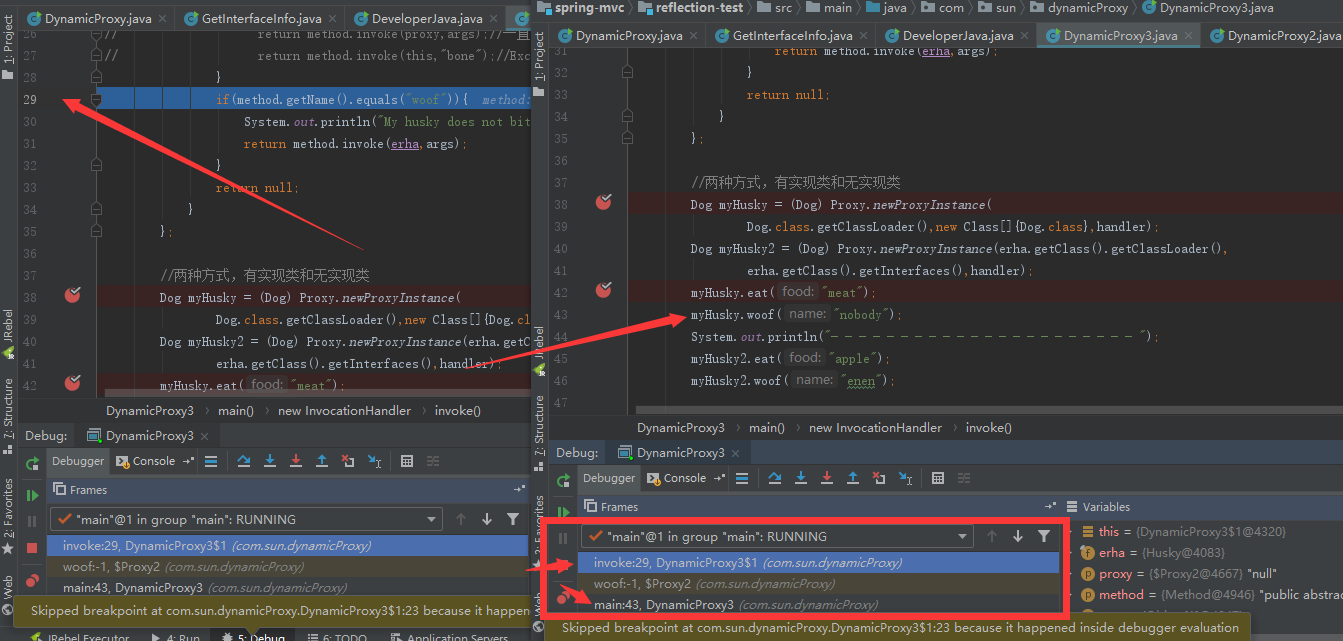 DynamicProxy.java
GetInterfaceInfo.java
DeveloperJava.java
1: Project
26 // return method.invoke(proxy,args);//一直
27 // return method.invoke(this,"bone");//Exc
28 }
29 if(method.getName().equals("woof")){ method:
30 System.out.println("My husky does not bit
31 return method.invoke(erha,args);
32 }
33 return null;
34 }
35 };
36
37 //两种方式，有实现类和无实现类
38 Dog myHusky = (Dog) Proxy.newProxyInstance(
39 Dog.class.getClassLoader(),new Class[]{Dog.cl
40 Dog myHusky2 = (Dog) Proxy.newProxyInstance(erha.getC
41 erha.getClass().getInterfaces(),handler);
42 myHusky.eat( food: "meat");
DynamicProxy3 › main() › new InvocationHandler › invoke()
JRebel
7: Structure
2: Favorites
Web
Debug: DynamicProxy3
Debugger Console
Frames
"main"@1 in group "main": RUNNING
invoke:29, DynamicProxy3$1 (com.sun.dynamicProxy)
woof:-1, $Proxy2 (com.sun.dynamicProxy)
main:43, DynamicProxy3 (com.sun.dynamicProxy)
Skipped breakpoint at com.sun.dynamicProxy.DynamicProxy3$1:23 because it happen
JRebel Executor 4: Run 5: Debug 6: TODO Application Servers
spring-mvc › reflection-test › src › main › java › com › sun › dynamicProxy › DynamicProxy3.java
DynamicProxy.java
GetInterfaceInfo.java
DeveloperJava.java
DynamicProxy3.java
DynamicProxy2.java
1: Project
31 return method.invoke(erha,args);
32 }
33 return null;
34 }
35 };
36
37 //两种方式，有实现类和无实现类
38 Dog myHusky = (Dog) Proxy.newProxyInstance(
39 Dog.class.getClassLoader(),new Class[]{Dog.class},handler);
40 Dog myHusky2 = (Dog) Proxy.newProxyInstance(erha.getClass().getClassLoader(),
41 erha.getClass().getInterfaces(),handler);
42 myHusky.eat( food: "meat");
43 myHusky.woof( name: "nobody");
44 System.out.println("- - - - - - - - - - - - - - - - - - - - - - ");
45 myHusky2.eat( food: "apple");
46 myHusky2.woof( name: "enen");
47
DynamicProxy3 › main() › new InvocationHandler › invoke()
JRebel
7: Structure
Favorites
Web
Debug: DynamicProxy3
Debugger Console
Frames
Variables
"main"@1 in group "main": RUNNING
invoke:29, DynamicProxy3$1 (com.sun.dynamicProxy)
woof:-1, $Proxy2 (com.sun.dynamicProxy)
main:43, DynamicProxy3 (com.sun.dynamicProxy)
this = {DynamicProxy3$1@4320}
erha = {Husky@4083}
proxy = {$Proxy2@4667} "null"
method = {Method@4946} "public abstrac
Skipped breakpoint at com.sun.dynamicProxy.DynamicProxy3$1:23 because it happened inside debugger evaluation